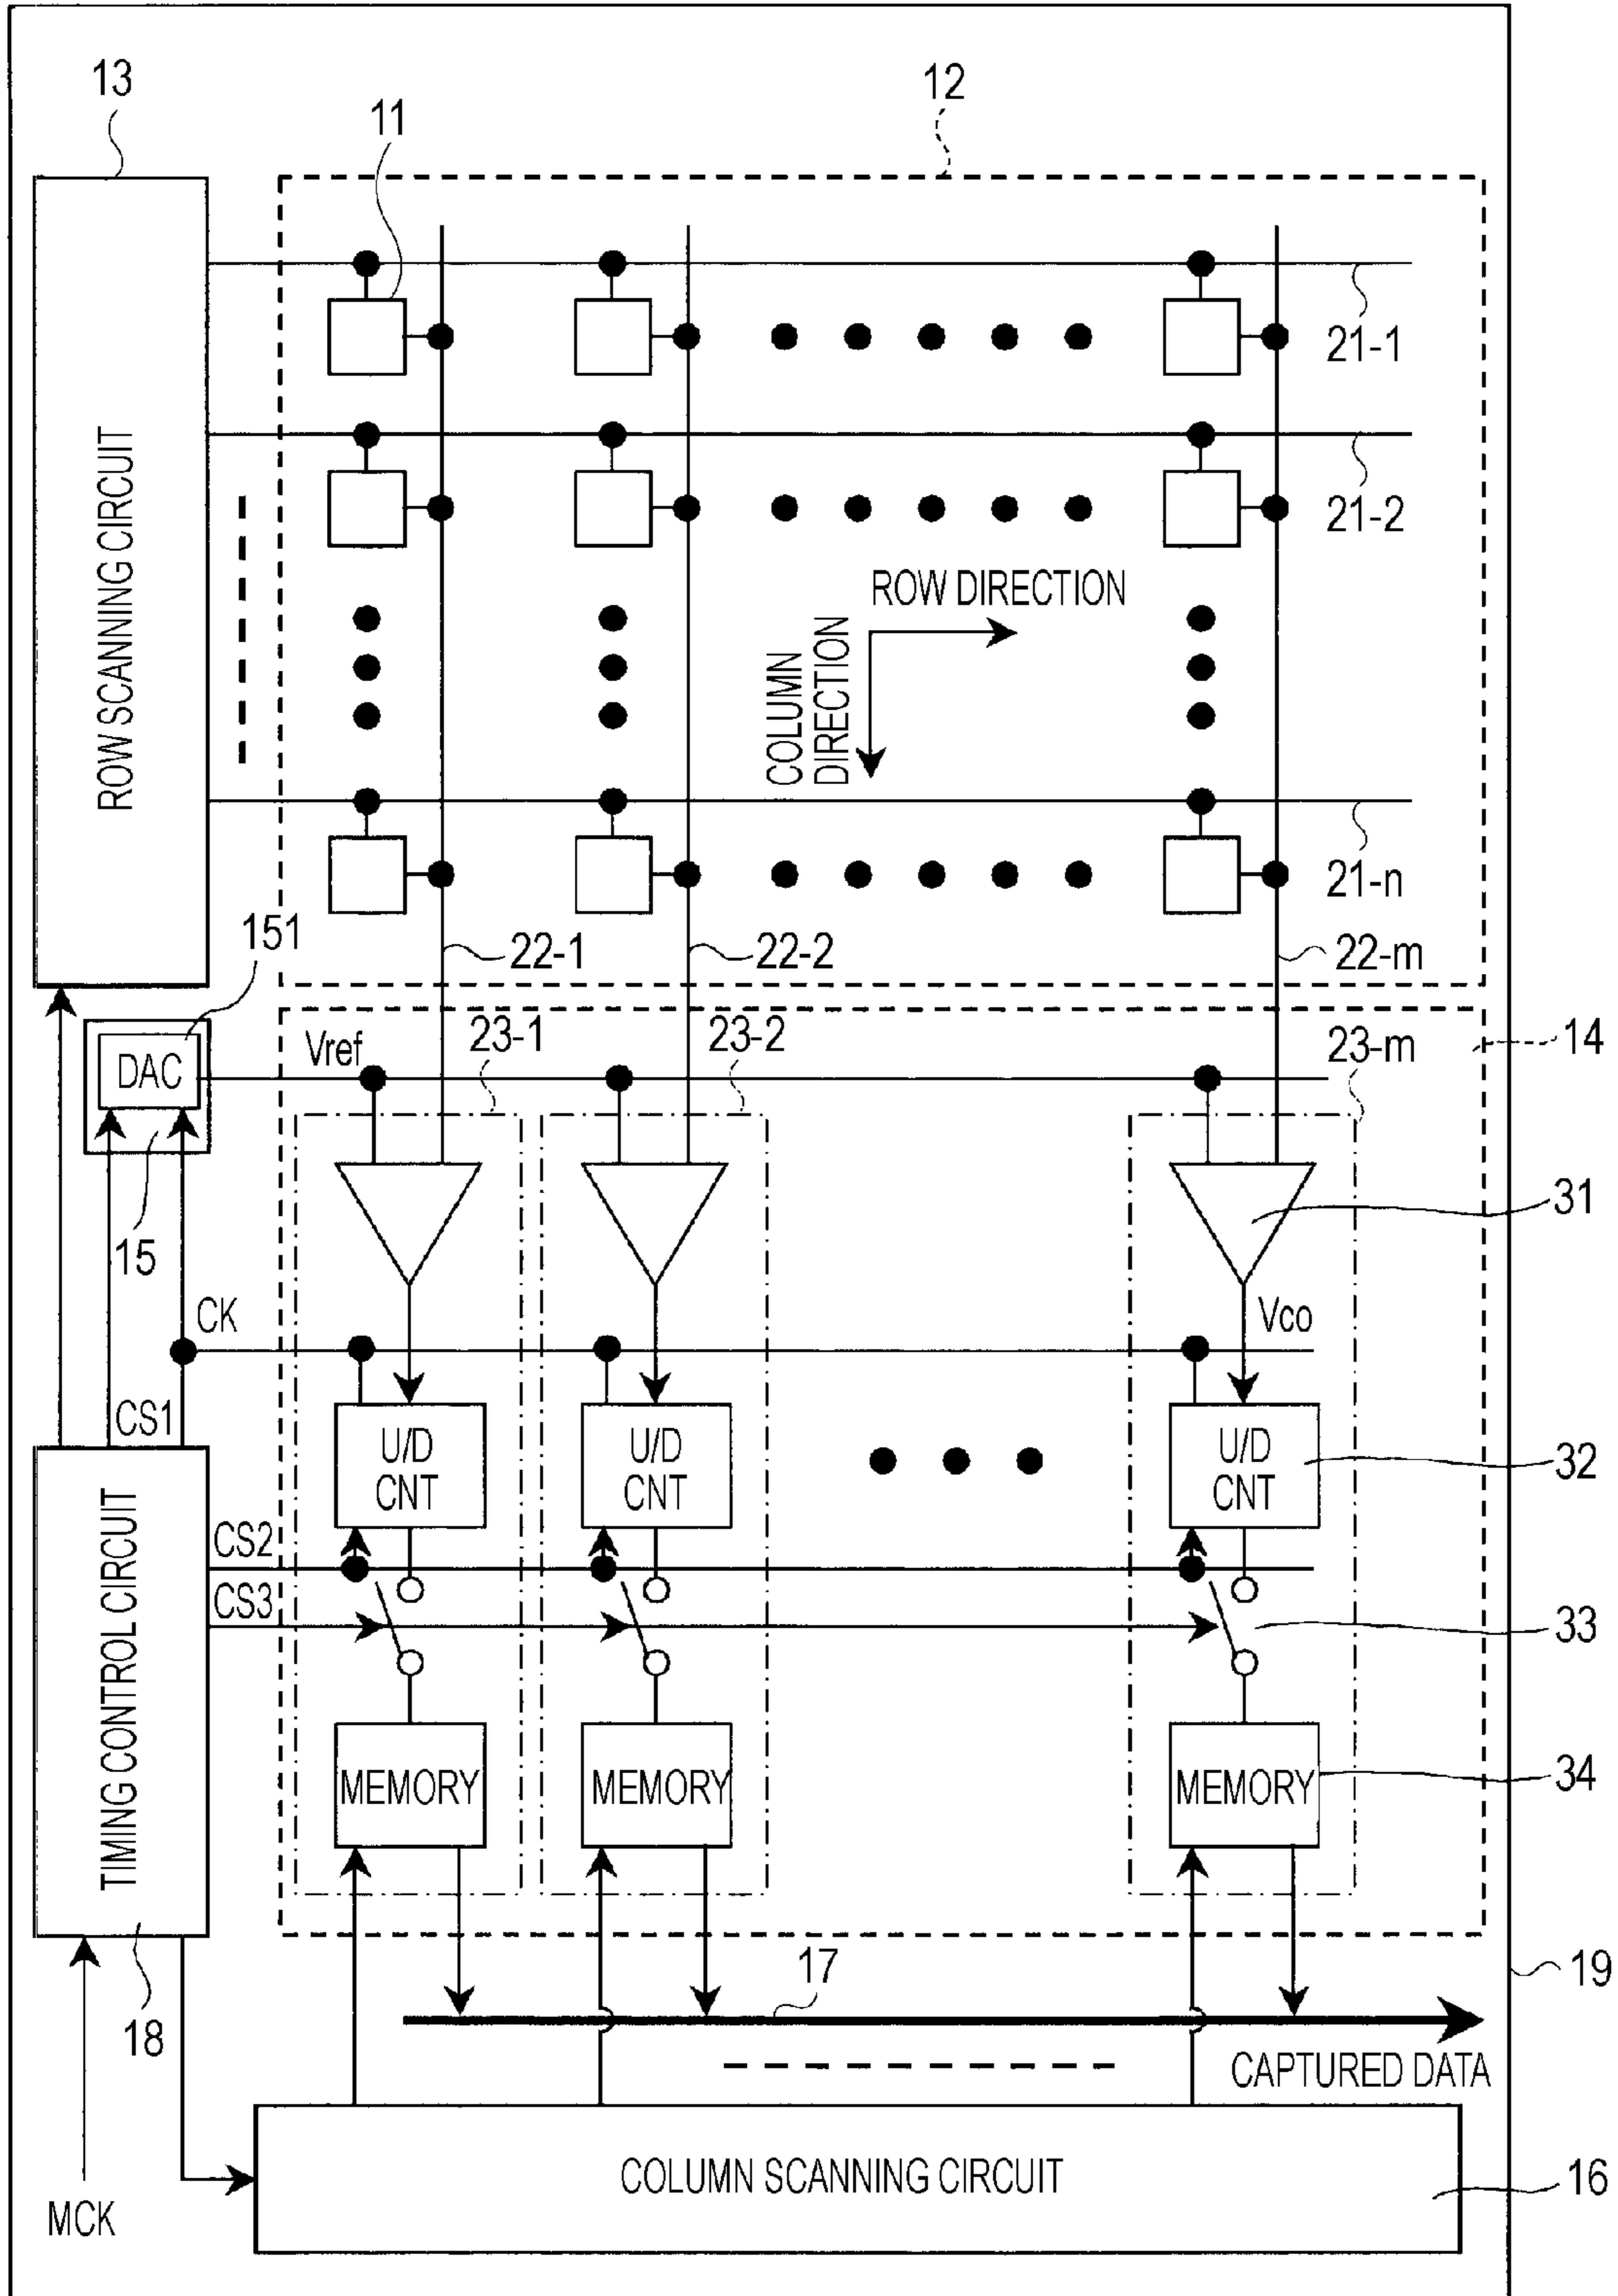 13
12
11
ROW SCANNING CIRCUIT
21-1
21-2
ROW DIRECTION
COLUMN
DIRECTION
21-n
151
22-1
22-2
22-m
DAC
Vref
23-1
23-2
23-m
14
15
31
CK
Vco
CS1
U/D
CNT
U/D
CNT
U/D
CNT
32
TIMING CONTROL CIRCUIT
CS2
CS3
33
MEMORY
MEMORY
MEMORY
34
17
19
18
CAPTURED DATA
COLUMN SCANNING CIRCUIT
16
MCK